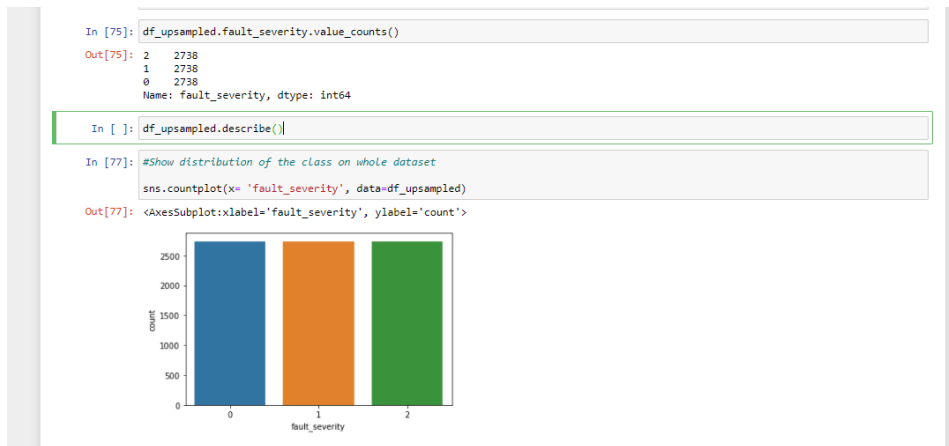 In [75]: df_upsampled.fault_severity.value_counts()
Out[75]: 2    2738
1    2738
0    2738
Name: fault_severity, dtype: int64
In [ ]: df_upsampled.describe()
In [77]: #Show distribution of the class on whole dataset
sns.countplot(x= 'fault_severity', data=df_upsampled)
Out[77]: <AxesSubplot:xlabel='fault_severity', ylabel='count'>
2500
2000
1500
1000
500
0
count
0 1 2
fault_severity